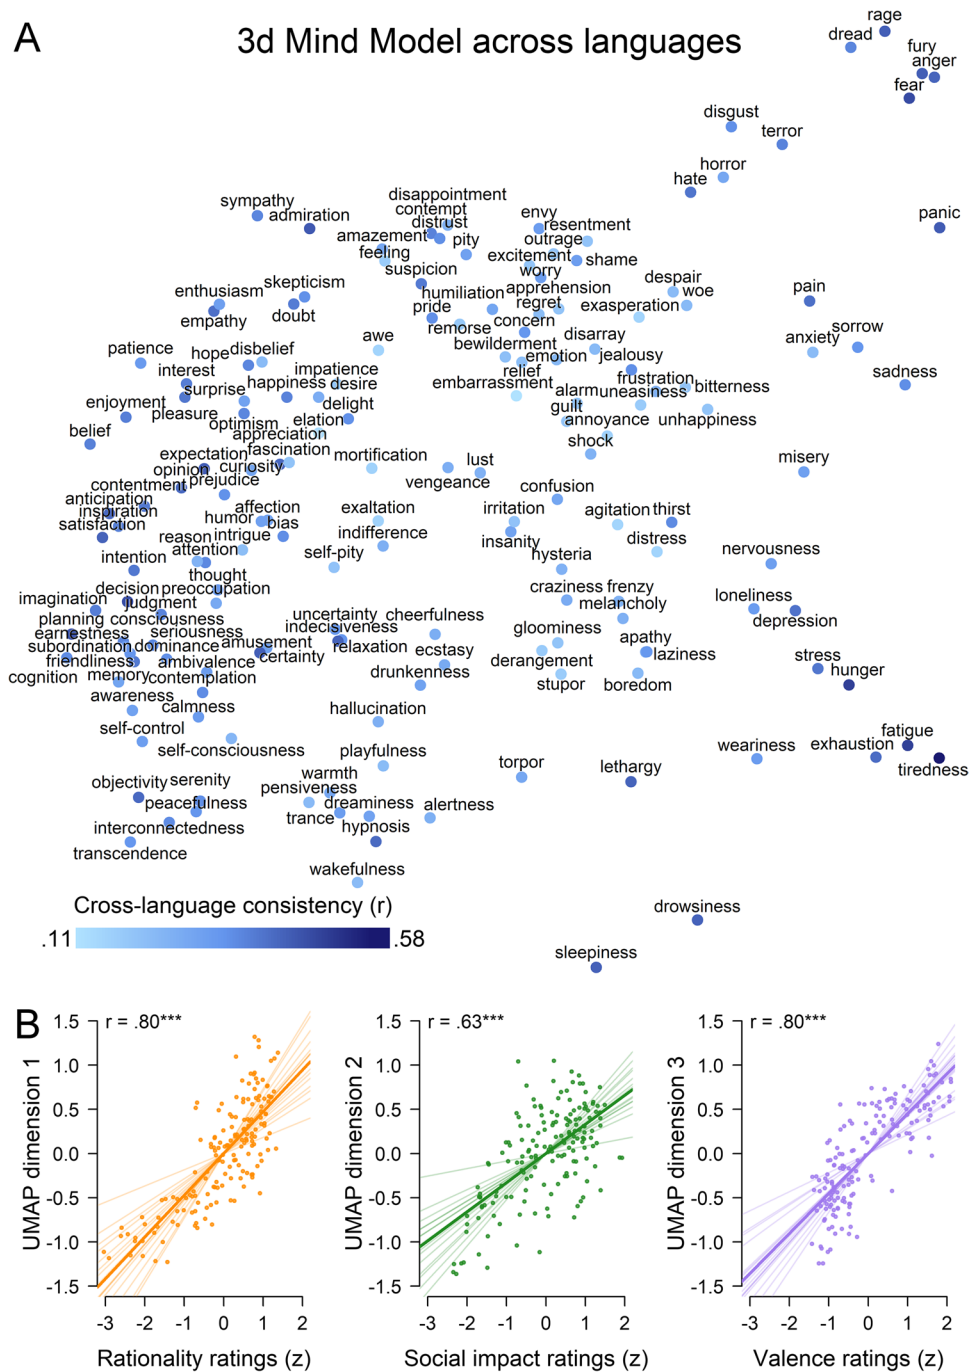 A
3d Mind Model across languages
rage
dread
fury
anger
fear
disgust
terror
horror
hate
sympathy
admiration
disappointment
contempt
distrust
amazement
pity
feeling
suspicion
envy
resentment
outrage
excitement
shame
worry
panic
apprehension
despair
woe
pain
enthusiasm
skepticism
empathy
doubt
humiliation
pride
regret
exasperation
remorse
concern
disarray
anxiety
sorrow
patience
hope
disbelief
awe
bewilderment
emotion
jealousy
relief
interest
impatience
surprise
happiness
desire
embarrassment
alarm
frustration
uneasiness
bitterness
sadness
enjoyment
pleasure
delight
optimism
elation
guilt
annoyance
unhappiness
belief
appreciation
shock
fascination
expectation
opinion
curiosity
mortification
lust
vengeance
misery
contentment
prejudice
anticipation
inspiration
satisfaction
affection
humor
bias
exaltation
irritation
confusion
agitation
thirst
reason
intrigue
indifference
insanity
distress
attention
self-pity
intention
hysteria
nervousness
thought
decision
preoccupation
craziness
frenzy
imagination
judgment
melancholy
loneliness
depression
planning
consciousness
uncertainty
cheerfulness
earnestness
seriousness
indecisiveness
gloominess
subordination
dominance
amusement
relaxation
ecstasy
apathy
friendliness
ambivalence
certainty
derangement
laziness
stress
cognition
memory
contemplation
drunkenness
stupor
boredom
hunger
awareness
calmness
hallucination
self-control
self-consciousness
playfulness
fatigue
weariness
exhaustion
tiredness
torpor
lethargy
objectivity
serenity
warmth
pensiveness
peacefulness
dreaminess
trance
alertness
interconnectedness
hypnosis
transcendence
wakefulness
drowsiness
sleepiness
Cross-language consistency (r)
.11
.58
B
r = .80***
1.5
1.0
0.5
0.0
-0.5
-1.0
-1.5
UMAP dimension 1
-3 -2 -1 0 1 2
Rationality ratings (z)
r = .63***
1.5
1.0
0.5
0.0
-0.5
-1.0
-1.5
UMAP dimension 2
-3 -2 -1 0 1 2
Social impact ratings (z)
r = .80***
1.5
1.0
0.5
0.0
-0.5
-1.0
-1.5
UMAP dimension 3
-3 -2 -1 0 1 2
Valence ratings (z)